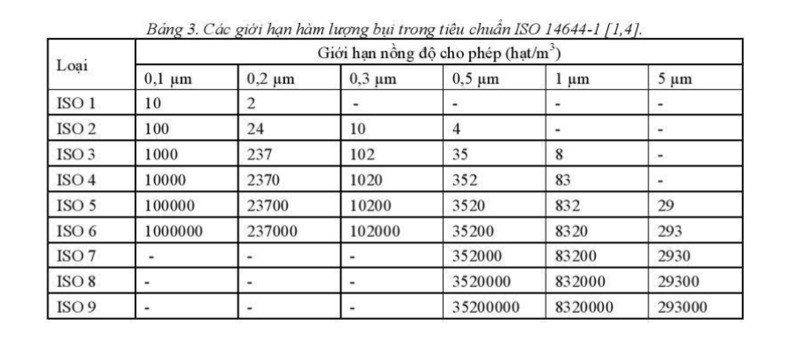 Bảng 3. Các giới hạn hàm lượng bụi trong tiêu chuẩn ISO 14644-1 [1,4].
Loại Giới hạn nồng độ cho phép (hạt/m³)
0,1 µm 0,2 µm 0,3 µm 0,5 µm 1 µm 5 µm
ISO 1 10 2 - - - -
ISO 2 100 24 10 4 - -
ISO 3 1000 237 102 35 8 -
ISO 4 10000 2370 1020 352 83 -
ISO 5 100000 23700 10200 3520 832 29
ISO 6 1000000 237000 102000 35200 8320 293
ISO 7 - - - 352000 83200 2930
ISO 8 - - - 3520000 832000 29300
ISO 9 - - - 35200000 8320000 293000